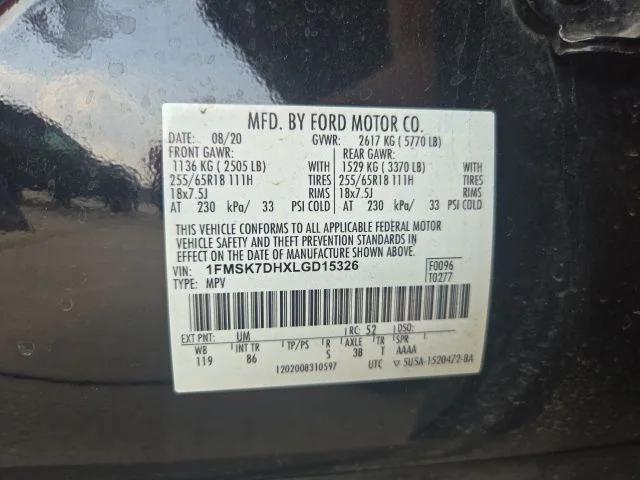 MFD. BY FORD MOTOR CO.
DATE: 08/20 GVWR: 2617 KG ( 5770 LB)
FRONT GAWR: REAR GAWR:
1136 KG ( 2505 LB) WITH 1529 KG ( 3370 LB) WITH
255/65R18 111H TIRES 255/65R18 111H TIRES
18x7.5J RIMS 18x7.5J RIMS
AT 230 kPa/ 33 PSI COLD AT 230 kPa/ 33 PSI COLD
THIS VEHICLE CONFORMS TO ALL APPLICABLE FEDERAL MOTOR
VEHICLE SAFETY AND THEFT PREVENTION STANDARDS IN
EFFECT ON THE DATE OF MANUFACTURE SHOWN ABOVE.
VIN: 1FMSK7DHXLGD15326 F0096
TYPE: MPV T0277
EXT PNT: UM RC: 52 DSO:
WB INT TR TP/PS R AXLE TR SPR
119 86 S 3B T AAAA
1202008310597 UTC ▽ 5USA-1520472-BA